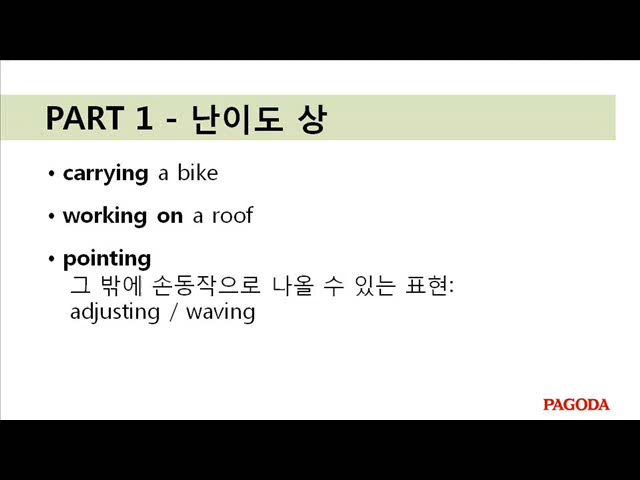 PART 1 - 난이도 상
• carrying a bike
• working on a roof
• pointing
그 밖에 손동작으로 나올 수 있는 표현:
adjusting / waving
PAGODA